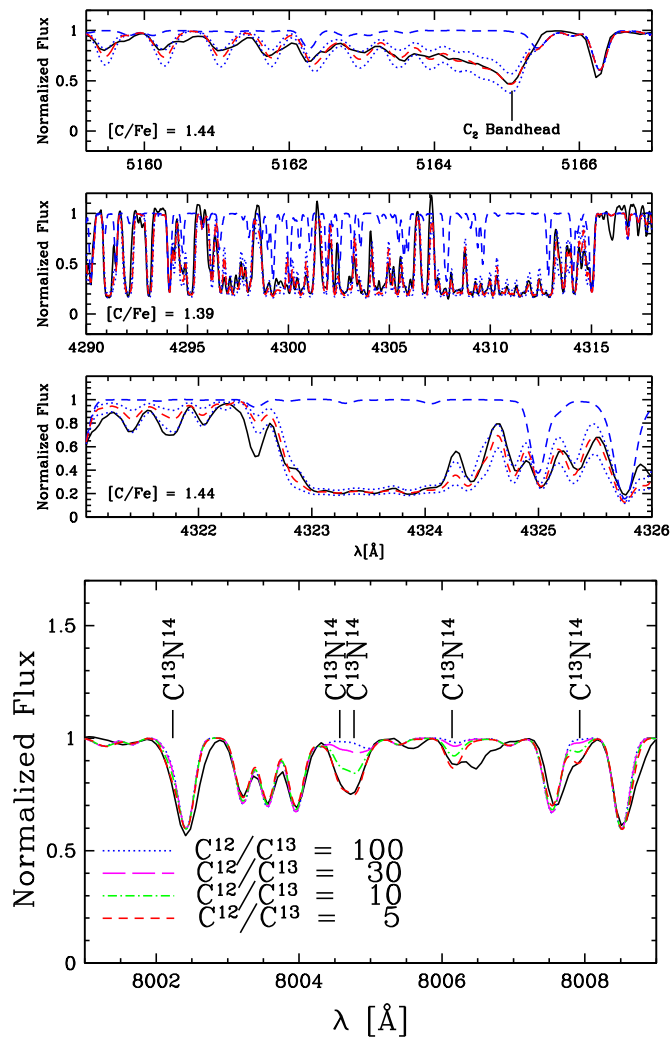 1
0.5
0
Normalized Flux
[C/Fe] = 1.44
C₂ Bandhead
5160 5162 5164 5166
1
0.5
0
Normalized Flux
[C/Fe] = 1.39
4290 4295 4300 4305 4310 4315
1
0.8
0.6
0.4
0.2
0
Normalized Flux
[C/Fe] = 1.44
4322 4323 4324 4325 4326
λ[Å]
1.5
1
0.5
0
Normalized Flux
C¹³N¹⁴
C¹³N¹⁴
C¹³N¹⁴
C¹³N¹⁴
C¹³N¹⁴
C¹²/C¹³ = 100
C¹²/C¹³ = 30
C¹²/C¹³ = 10
C¹²/C¹³ = 5
8002 8004 8006 8008
λ [Å]